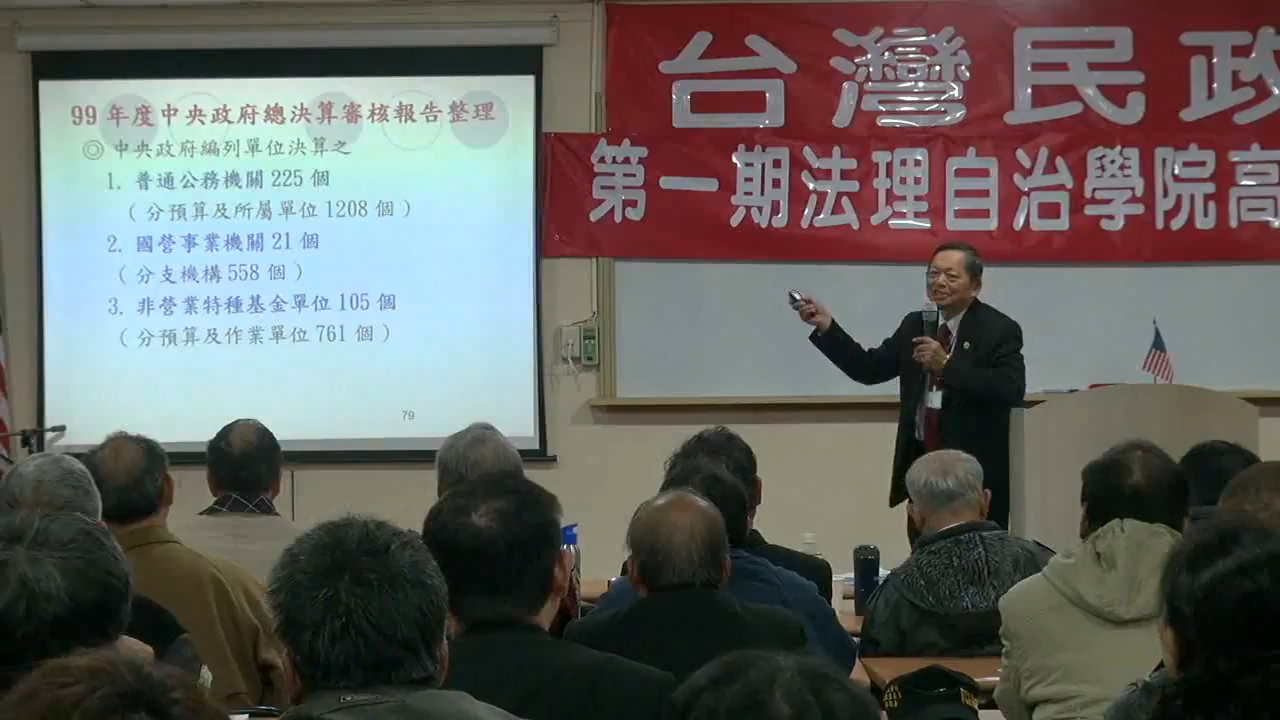 99 年度中央政府總決算審核報告整理
◎ 中央政府編列單位決算之
1. 普通公務機關 225 個
( 分預算及所屬單位 1208 個 )
2. 國營事業機關 21 個
( 分支機構 558 個 )
3. 非營業特種基金單位 105 個
( 分預算及作業單位 761 個 )
79
台灣民政
第一期法理自治學院高